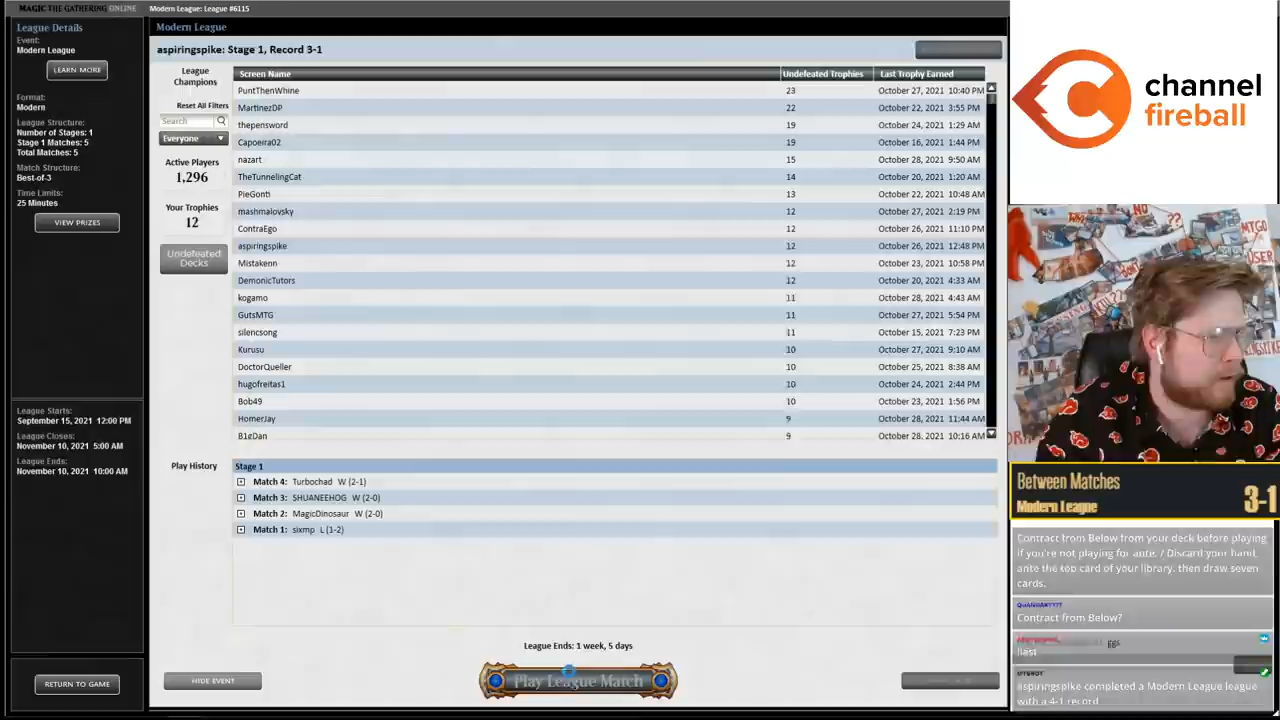 MAGIC THE GATHERING ONLINE
Modern League: League #6115
League Details
Event:
Modern League
LEARN MORE
Format:
Modern
League Structure:
Number of Stages: 1
Stage 1 Matches: 5
Total Matches: 5
Match Structure:
Best-of-3
Time Limits:
25 Minutes
VIEW PRIZES
League Starts:
September 15, 2021 12:00 PM
League Closes:
November 10, 2021 5:00 AM
League Ends:
November 10, 2021 10:00 AM
RETURN TO GAME
Modern League
aspiringspike: Stage 1, Record 3-1
League
Champions
Reset All Filters
Search
Everyone
Active Players
1,296
Your Trophies
12
Undefeated
Decks
Screen Name Undefeated Trophies Last Trophy Earned
PuntThenWhine 23 October 27, 2021 10:40 PM
MartinezDP 22 October 22, 2021 3:55 PM
thepensword 19 October 24, 2021 1:29 AM
Capoeira02 19 October 16, 2021 1:44 PM
nazart 15 October 28, 2021 9:50 AM
TheTunnelingCat 14 October 20, 2021 1:20 AM
PieGonti 13 October 22, 2021 10:48 AM
mashmalovsky 12 October 27, 2021 2:19 PM
ContraEgo 12 October 26, 2021 11:10 PM
aspiringspike 12 October 26, 2021 12:48 PM
Mistakenn 12 October 23, 2021 10:58 PM
DemonicTutors 12 October 20, 2021 4:33 AM
kogamo 11 October 28, 2021 4:43 AM
GutsMTG 11 October 27, 2021 5:54 PM
silencsong 11 October 15, 2021 7:23 PM
Kurusu 10 October 27, 2021 9:10 AM
DoctorQueller 10 October 25, 2021 8:38 AM
hugofreitas1 10 October 24, 2021 2:44 PM
Bob49 10 October 23, 2021 1:56 PM
HomerJay 9 October 28, 2021 11:44 AM
B1gDan 9 October 28, 2021 10:16 AM
Play History
Stage 1
Match 4: Turbochad W (2-1)
Match 3: SHUANEEHOG W (2-0)
Match 2: MagicDinosaur W (2-0)
Match 1: sixmp L (1-2)
League Ends: 1 week, 5 days
HIDE EVENT
Play League Match
channel
fireball
NO
??
MTGO
USER
Between Matches
Modern League
3-1
Contract from Below from your deck before playing
if you're not playing for ante. / Discard your hand,
ante the top card of your library, then draw seven
cards.
Contract from Below?
ggs
last
aspiringspike completed a Modern League league
with a 4-1 record